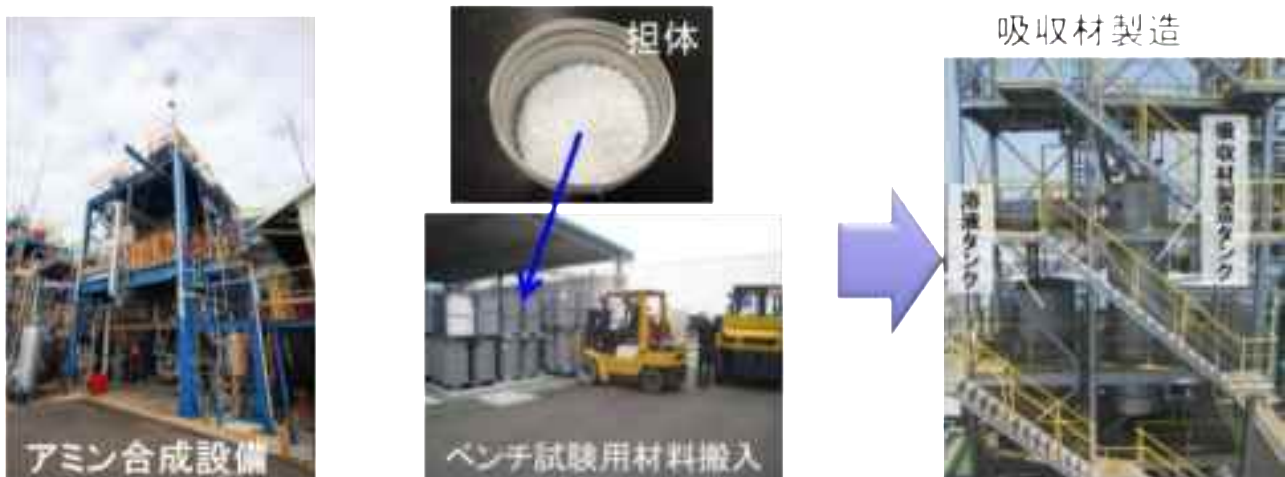 アミン合成設備
担体
ベンチ試験用材料搬入
吸収材製造
溶液タンク
吸収材製造タンク